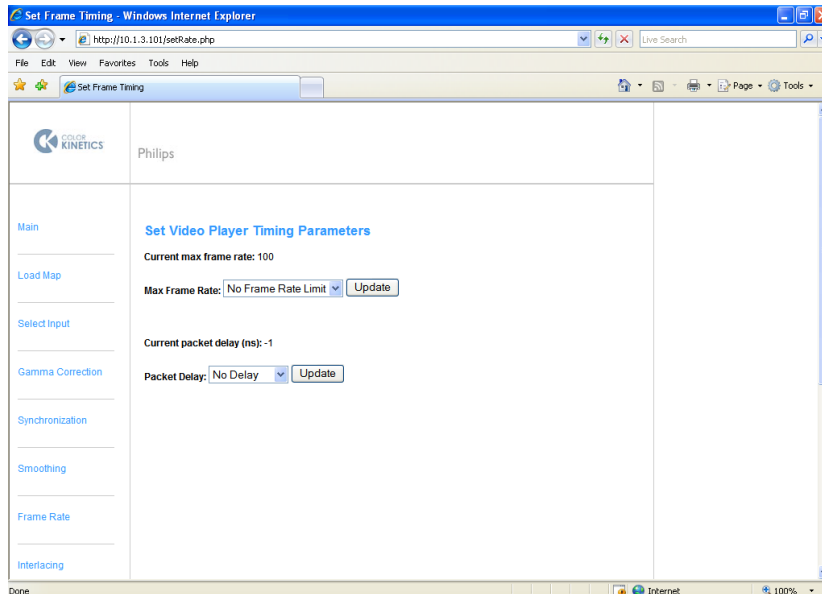 Set Frame Timing - Windows Internet Explorer
http://10.1.3.101/setRate.php
Live Search
File Edit View Favorites Tools Help
Set Frame Timing
Page Tools
COLOR
KINETICS
Philips
Main
Set Video Player Timing Parameters
Current max frame rate: 100
Load Map
Max Frame Rate: No Frame Rate Limit Update
Select Input
Current packet delay (ns): -1
Gamma Correction
Packet Delay: No Delay Update
Synchronization
Smoothing
Frame Rate
Interlacing
Done Internet 100%